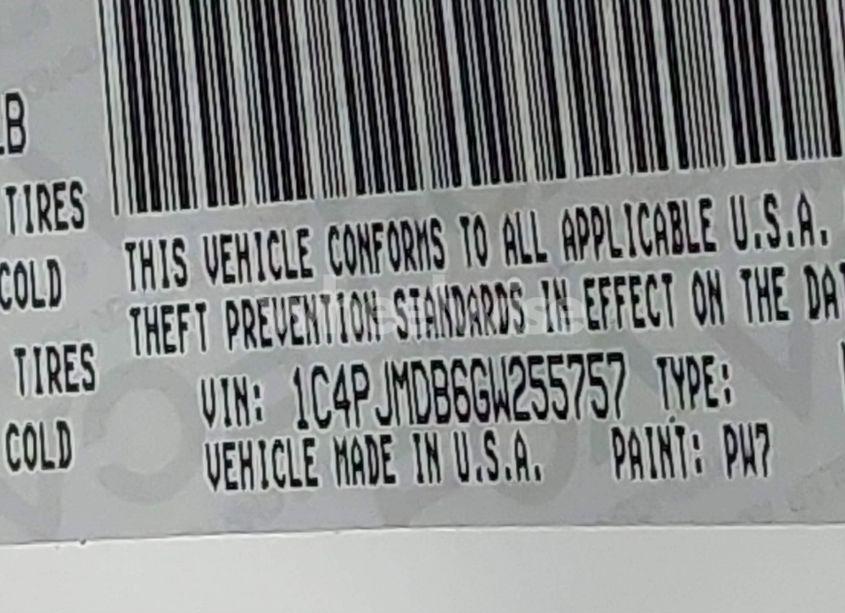 LB
TIRES
COLD
TIRES
COLD
THIS VEHICLE CONFORMS TO ALL APPLICABLE U.S.A.
THEFT PREVENTION STANDARDS IN EFFECT ON THE DA
VIN: 1C4PJMDB6GW255757 TYPE:
VEHICLE MADE IN U.S.A. PAINT: PW7